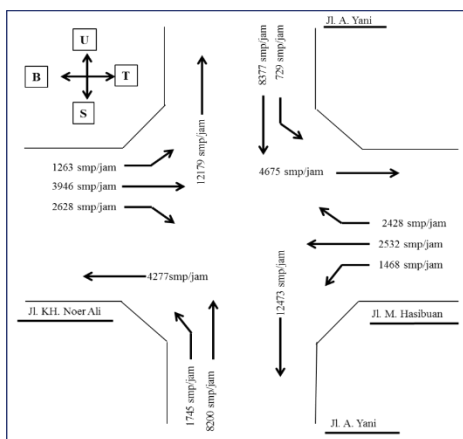 Jl. A. Yani
U
B
T
S
8377 smp/jam
729 smp/jam
12179 smp/jam
1263 smp/jam
3946 smp/jam
2628 smp/jam
4675 smp/jam
2428 smp/jam
2532 smp/jam
1468 smp/jam
4277smp/jam
12473 smp/jam
Jl. KH. Noer Ali
Jl. M. Hasibuan
1745 smp/jam
8200 smp/jam
Jl. A. Yani